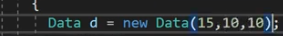 {
Data d = new Data(15,10,10);